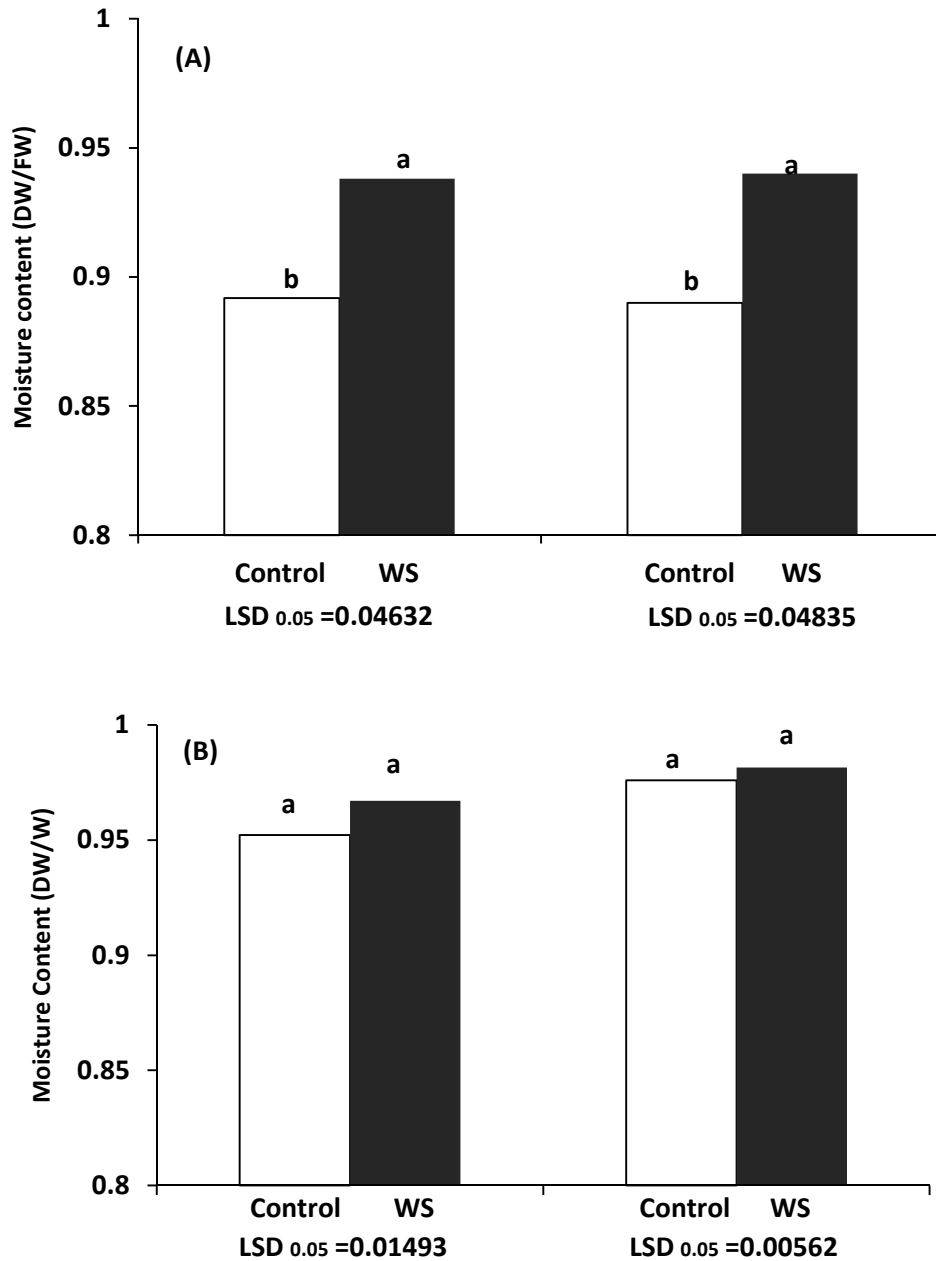 (A)
Moisture content (DW/FW)
1
0.95
0.9
0.85
0.8
b
a
b
a
Control WS Control WS
LSD 0.05 =0.04632 LSD 0.05 =0.04835
(B)
Moisture Content (DW/W)
1
0.95
0.9
0.85
0.8
a
a
a
a
Control WS Control WS
LSD 0.05 =0.01493 LSD 0.05 =0.00562